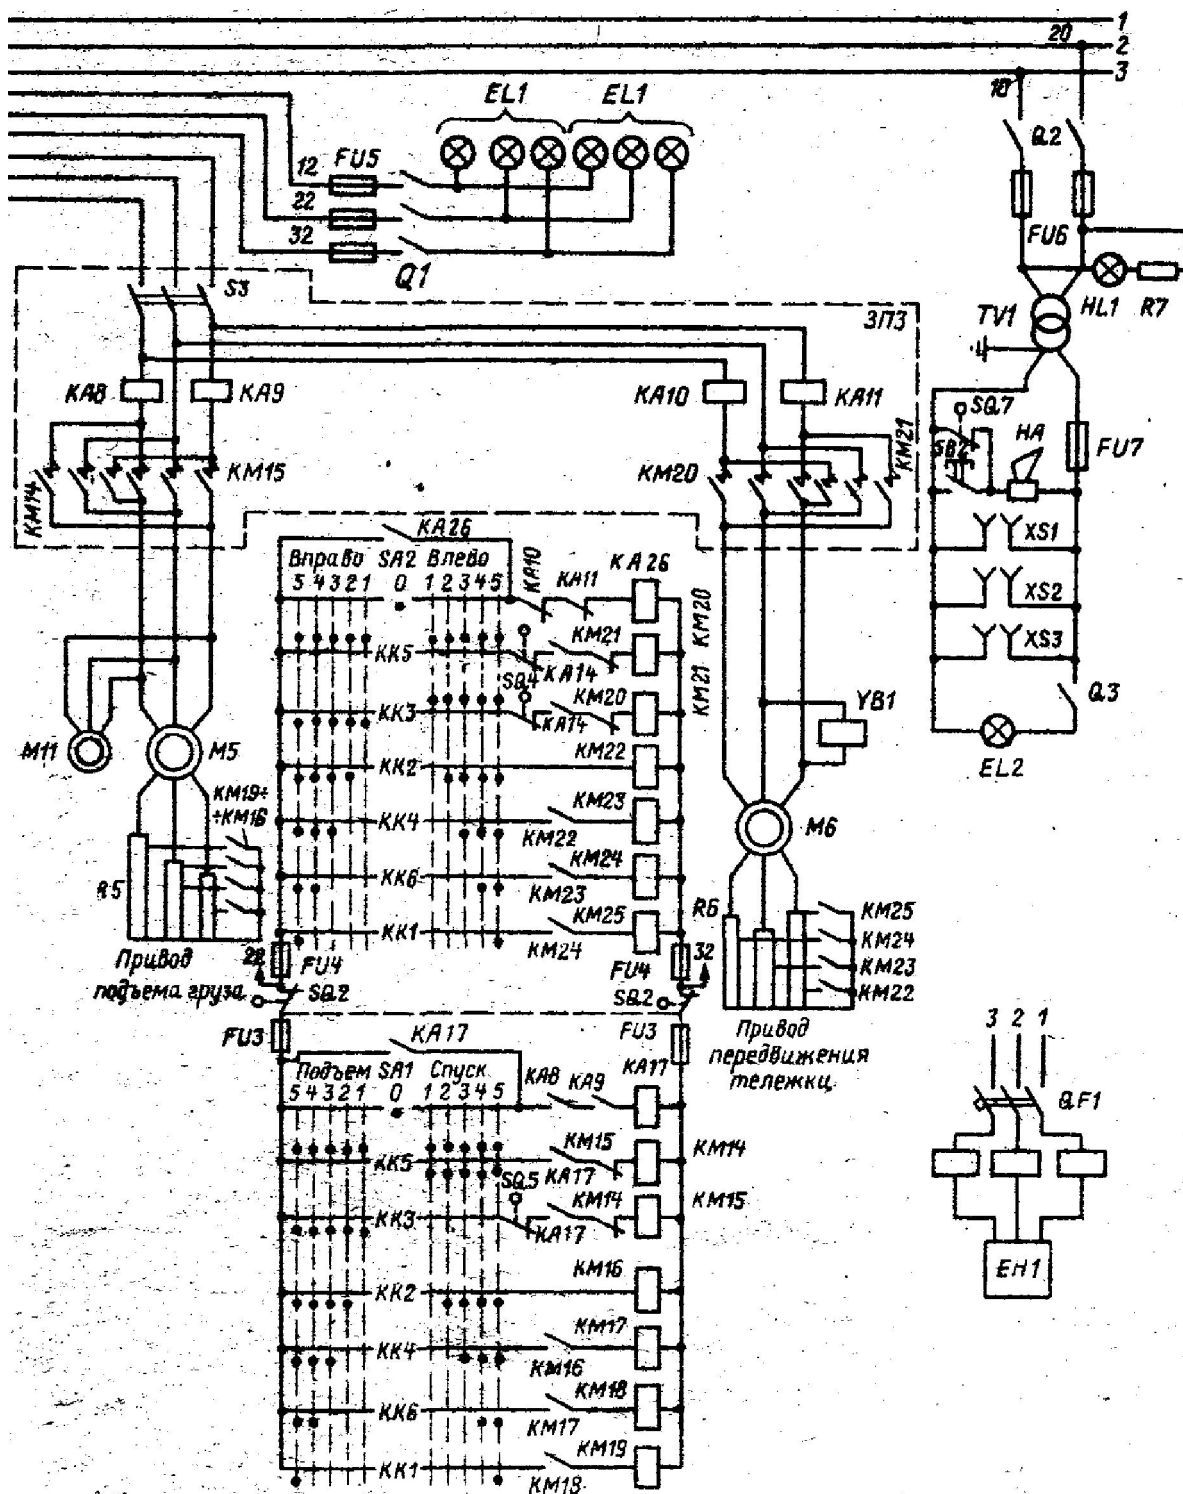 1
20
2
3
10
EL1 EL1
Q2
12 FU5
22
32
FU6
Q1
S3
ЗП3
TV1 HL1 R7
KA8 KA9 KA10 KA11
SQ7
KM21
SB2 HA
FU7
KM15 KM20
KM14
KA26
XS1
Вправо SA2 Влево
5 4 3 2 1 0 1 2 3 4 5
KA10 KA11 KA26
KM20
XS2
KM21
KK5
KA14
XS3
SQ4
KM21
KM20
KK3
KA14
Q3
YB1
M11 M5
KM22
KK2
EL2
KM19÷
÷KM16
KM23
KK4
KM22
M6
KM24
KK6
KM23
R5
R6
KM25
KM25
KK1
KM24
KM24
Привод
подъема груза
22 FU4
FU4 32
KM23
KM22
SQ2
SQ2
FU3
KA17
FU3
Привод
передвижения
тележки
3 2 1
Подъем SA1 Спуск
5 4 3 2 1 0 1 2 3 4 5
KA8 KA9 KA17
QF1
KM15
KM14
KK5
KA17
SQ5
KM14
KM15
KK3
KA17
KM16
EH1
KK2
KM17
KK4
KM16
KM18
KK6
KM17
KM19
KK1
KM18